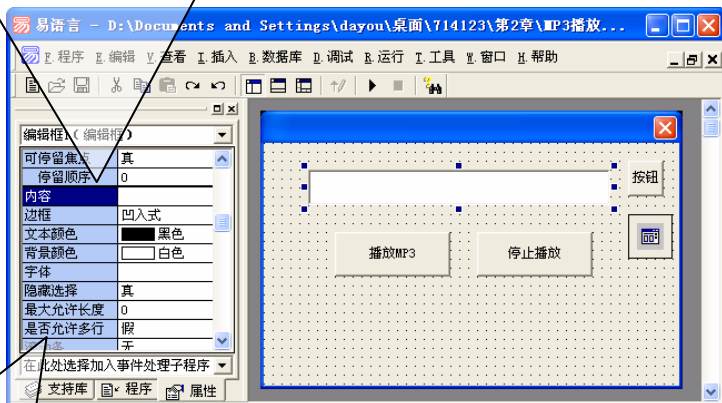 易语言 - D:\Documents and Settings\dayou\桌面\714123\第2章\MP3播放...
F.程序 E.编辑 V.查看 I.插入 B.数据库 D.调试 R.运行 T.工具 W.窗口 H.帮助
编辑框1（编辑框）
可停留焦点 真
停留顺序 0
内容
边框 凹入式
文本颜色 黑色
背景颜色 白色
字体
隐藏选择 真
最大允许长度 0
是否允许多行 假
无
在此处选择加入事件处理子程序
支持库 程序 属性
按钮
播放MP3 停止播放